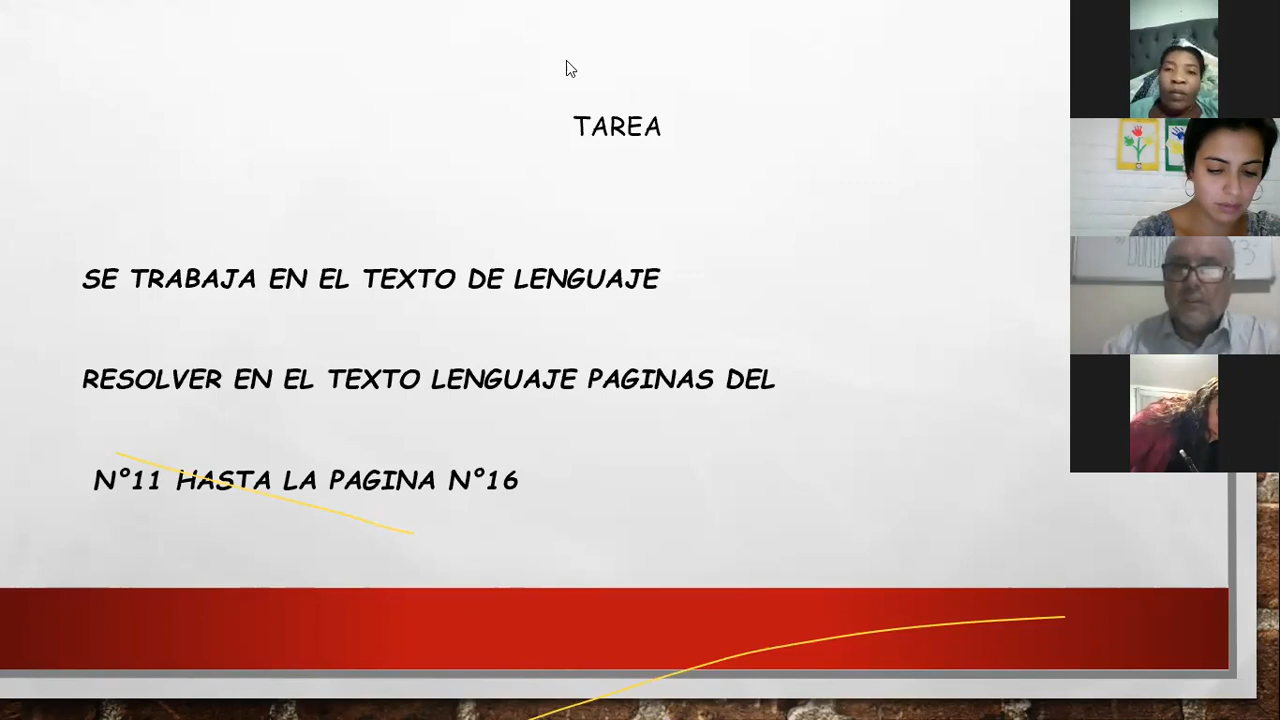 TAREA
SE TRABAJA EN EL TEXTO DE LENGUAJE
RESOLVER EN EL TEXTO LENGUAJE PAGINAS DEL
N°11 HASTA LA PAGINA N°16